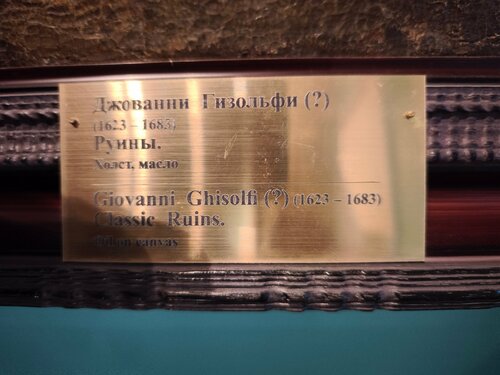 Джованни Гизольфи (?)
(1623 – 1683)
Руины.
Холст, масло
Giovanni Ghisolfi (?) (1623 – 1683)
Classic Ruins.
Oil on canvas